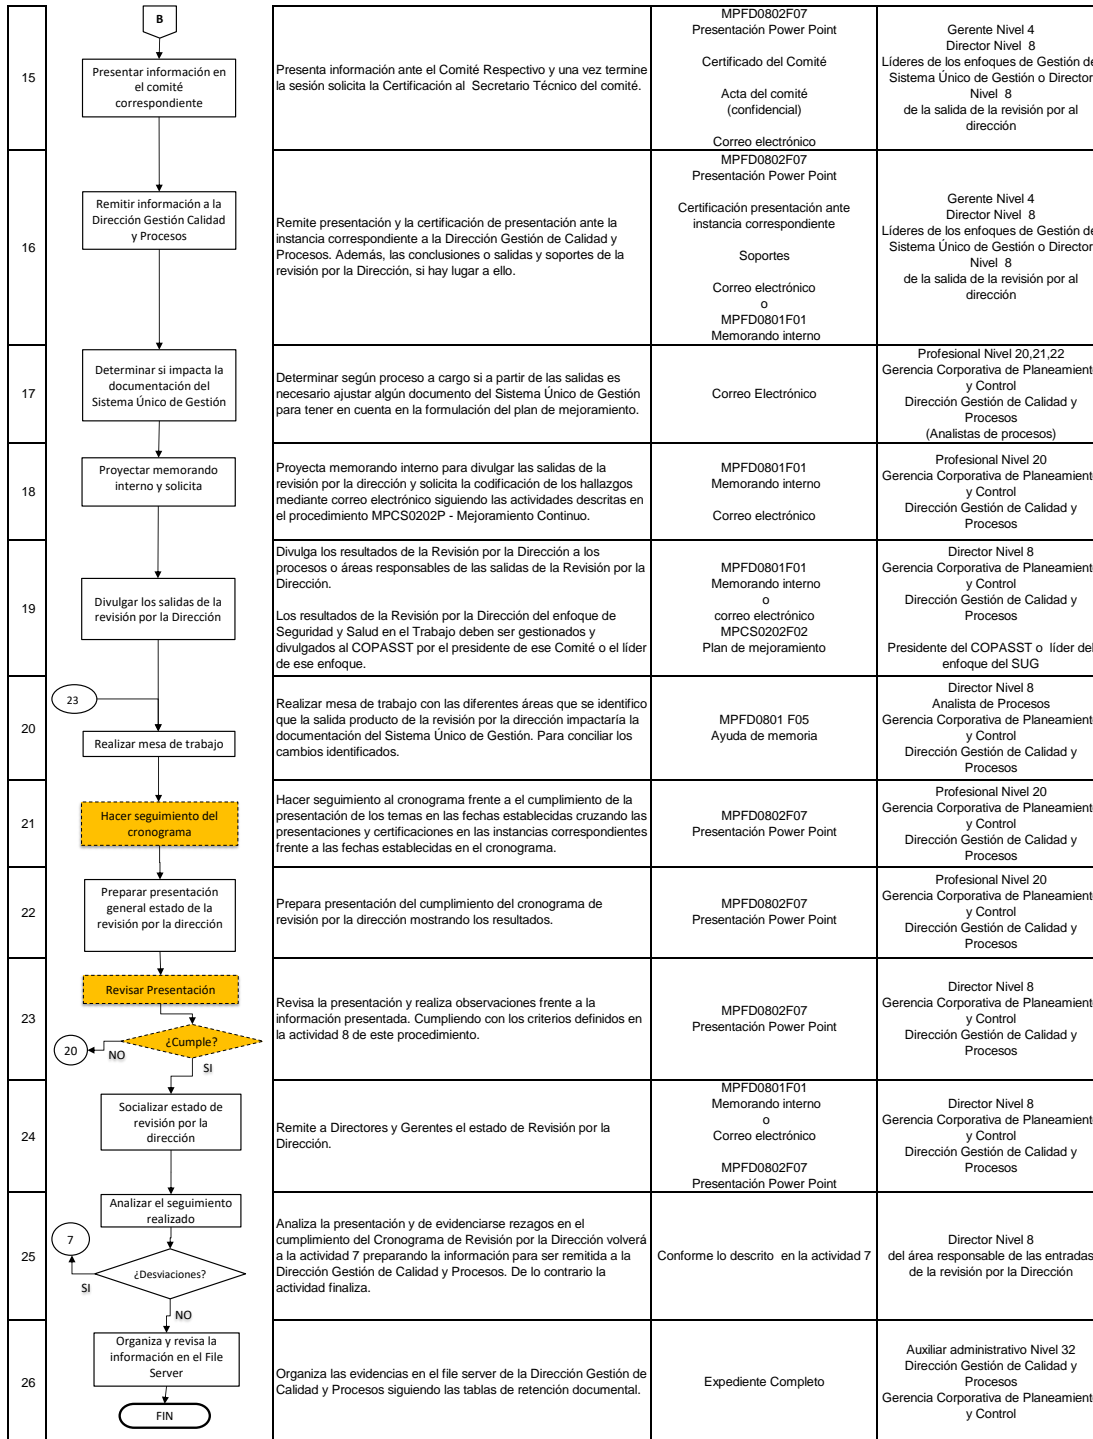 B
15
Presentar información en
el comité
correspondiente
Presenta información ante el Comité Respectivo y una vez termine
la sesión solicita la Certificación al Secretario Técnico del comité.
MPFD0802F07
Presentación Power Point
Certificado del Comité
Acta del comité
(confidencial)
Correo electrónico
Gerente Nivel 4
Director Nivel 8
Líderes de los enfoques de Gestión de
Sistema Único de Gestión o Director
Nivel 8
de la salida de la revisión por al
dirección
16
Remitir información a la
Dirección Gestión Calidad
y Procesos
Remite presentación y la certificación de presentación ante la
instancia correspondiente a la Dirección Gestión de Calidad y
Procesos. Además, las conclusiones o salidas y soportes de la
revisión por la Dirección, si hay lugar a ello.
MPFD0802F07
Presentación Power Point
Certificación presentación ante
instancia correspondiente
Soportes
Correo electrónico
o
MPFD0801F01
Memorando interno
Gerente Nivel 4
Director Nivel 8
Líderes de los enfoques de Gestión de
Sistema Único de Gestión o Director
Nivel 8
de la salida de la revisión por al
dirección
17
Determinar si impacta la
documentación del
Sistema Único de Gestión
Determinar según proceso a cargo si a partir de las salidas es
necesario ajustar algún documento del Sistema Único de Gestión
para tener en cuenta en la formulación del plan de mejoramiento.
Correo Electrónico
Profesional Nivel 20,21,22
Gerencia Corporativa de Planeamiento
y Control
Dirección Gestión de Calidad y
Procesos
(Analistas de procesos)
18
Proyectar memorando
interno y solicita
Proyecta memorando interno para divulgar las salidas de la
revisión por la dirección y solicita la codificación de los hallazgos
mediante correo electrónico siguiendo las actividades descritas en
el procedimiento MPCS0202P - Mejoramiento Continuo.
MPFD0801F01
Memorando interno
Correo electrónico
Profesional Nivel 20
Gerencia Corporativa de Planeamiento
y Control
Dirección Gestión de Calidad y
Procesos
19
Divulgar los salidas de la
revisión por la Dirección
Divulga los resultados de la Revisión por la Dirección a los
procesos o áreas responsables de las salidas de la Revisión por la
Dirección.
Los resultados de la Revisión por la Dirección del enfoque de
Seguridad y Salud en el Trabajo deben ser gestionados y
divulgados al COPASST por el presidente de ese Comité o el líder
de ese enfoque.
MPFD0801F01
Memorando interno
o
correo electrónico
MPCS0202F02
Plan de mejoramiento
Director Nivel 8
Gerencia Corporativa de Planeamiento
y Control
Dirección Gestión de Calidad y
Procesos
Presidente del COPASST o líder del
enfoque del SUG
23
20
Realizar mesa de trabajo
Realizar mesa de trabajo con las diferentes áreas que se identifico
que la salida producto de la revisión por la dirección impactaría la
documentación del Sistema Único de Gestión. Para conciliar los
cambios identificados.
MPFD0801 F05
Ayuda de memoria
Director Nivel 8
Analista de Procesos
Gerencia Corporativa de Planeamiento
y Control
Dirección Gestión de Calidad y
Procesos
21
Hacer seguimiento del
cronograma
Hacer seguimiento al cronograma frente a el cumplimiento de la
presentación de los temas en las fechas establecidas cruzando las
presentaciones y certificaciones en las instancias correspondientes
frente a las fechas establecidas en el cronograma.
MPFD0802F07
Presentación Power Point
Profesional Nivel 20
Gerencia Corporativa de Planeamiento
y Control
Dirección Gestión de Calidad y
Procesos
22
Preparar presentación
general estado de la
revisión por la dirección
Prepara presentación del cumplimiento del cronograma de
revisión por la dirección mostrando los resultados.
MPFD0802F07
Presentación Power Point
Profesional Nivel 20
Gerencia Corporativa de Planeamiento
y Control
Dirección Gestión de Calidad y
Procesos
23
Revisar Presentación
¿Cumple?
20
NO
SI
Revisa la presentación y realiza observaciones frente a la
información presentada. Cumpliendo con los criterios definidos en
la actividad 8 de este procedimiento.
MPFD0802F07
Presentación Power Point
Director Nivel 8
Gerencia Corporativa de Planeamiento
y Control
Dirección Gestión de Calidad y
Procesos
24
Socializar estado de
revisión por la
dirección
Remite a Directores y Gerentes el estado de Revisión por la
Dirección.
MPFD0801F01
Memorando interno
o
Correo electrónico
MPFD0802F07
Presentación Power Point
Director Nivel 8
Gerencia Corporativa de Planeamiento
y Control
Dirección Gestión de Calidad y
Procesos
25
Analizar el seguimiento
realizado
7
¿Desviaciones?
SI
NO
Analiza la presentación y de evidenciarse rezagos en el
cumplimiento del Cronograma de Revisión por la Dirección volverá
a la actividad 7 preparando la información para ser remitida a la
Dirección Gestión de Calidad y Procesos. De lo contrario la
actividad finaliza.
Conforme lo descrito en la actividad 7
Director Nivel 8
del área responsable de las entradas
de la revisión por la Dirección
26
Organiza y revisa la
información en el File
Server
FIN
Organiza las evidencias en el file server de la Dirección Gestión de
Calidad y Procesos siguiendo las tablas de retención documental.
Expediente Completo
Auxiliar administrativo Nivel 32
Dirección Gestión de Calidad y
Procesos
Gerencia Corporativa de Planeamiento
y Control